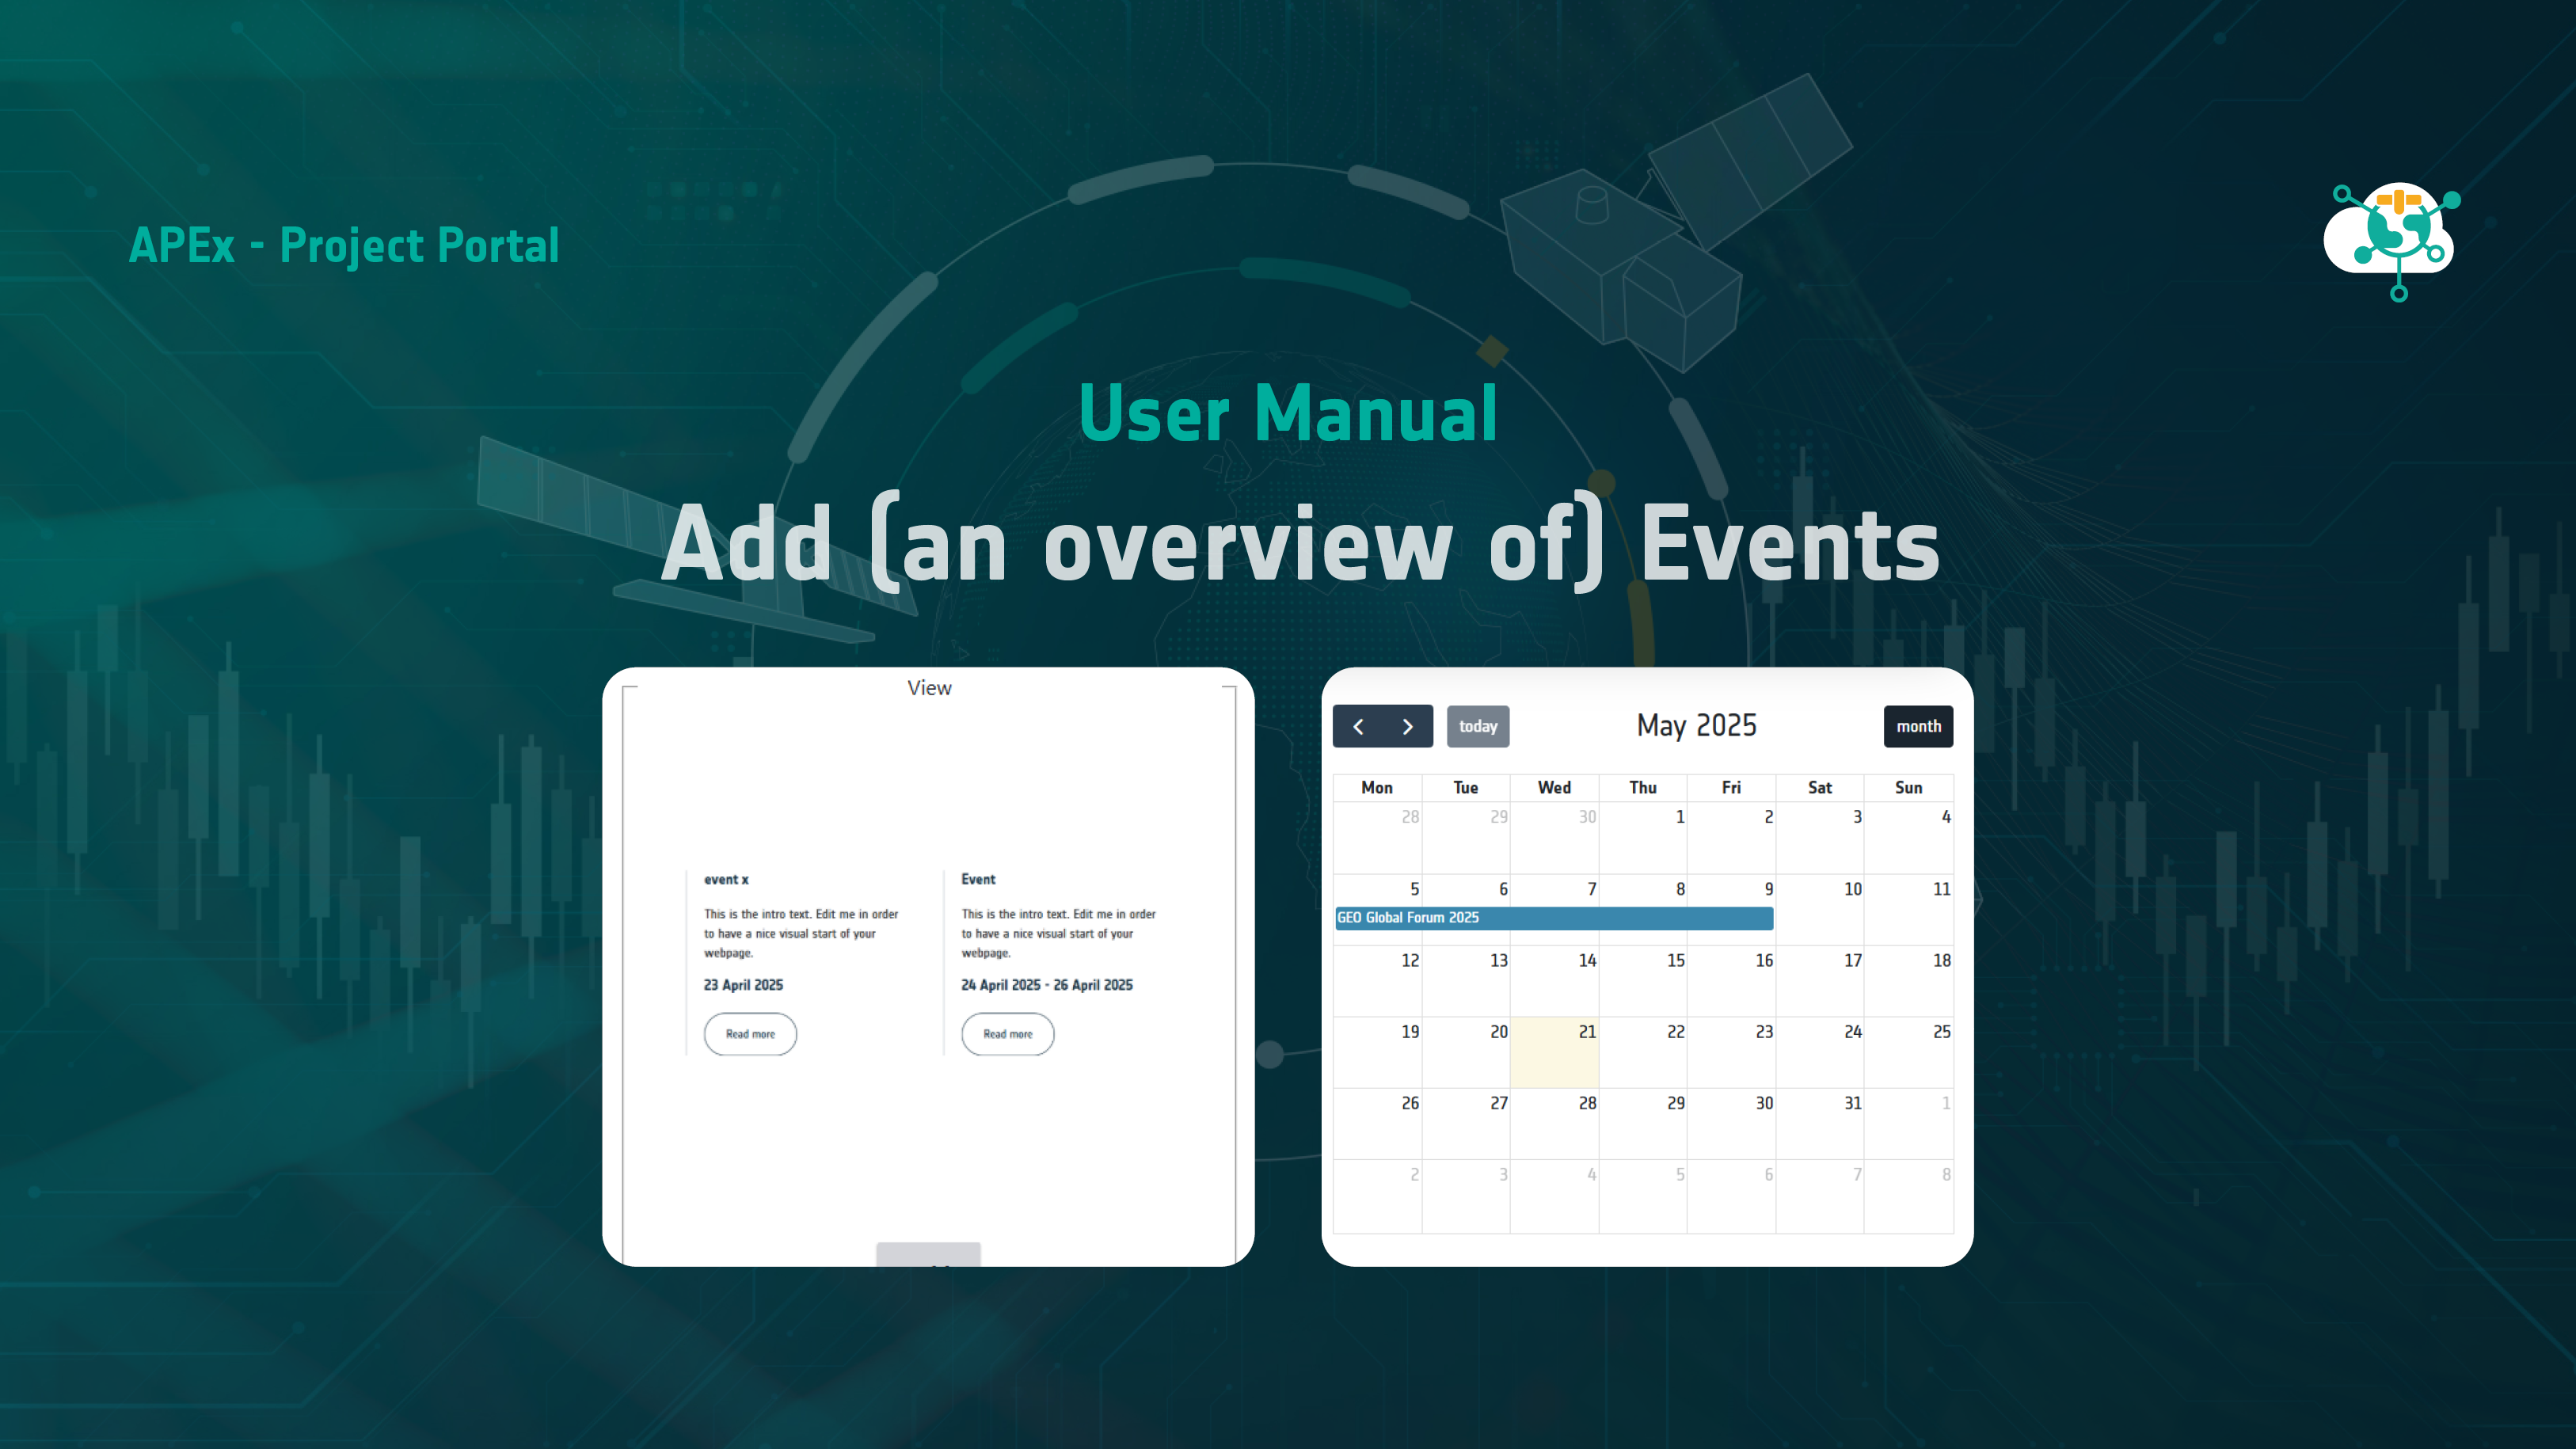 APEx - Project Portal
User Manual
Add (an overview of) Events
View
event x
This is the intro text. Edit me in order
to have a nice visual start of your
webpage.
23 April 2025
Read more
Event
This is the intro text. Edit me in order
to have a nice visual start of your
webpage.
24 April 2025 - 26 April 2025
Read more
today
May 2025
month
Mon Tue Wed Thu Fri Sat Sun
28 29 30 1 2 3 4
5 6 7 8 9 10 11
GEO Global Forum 2025
12 13 14 15 16 17 18
19 20 21 22 23 24 25
26 27 28 29 30 31 1
2 3 4 5 6 7 8